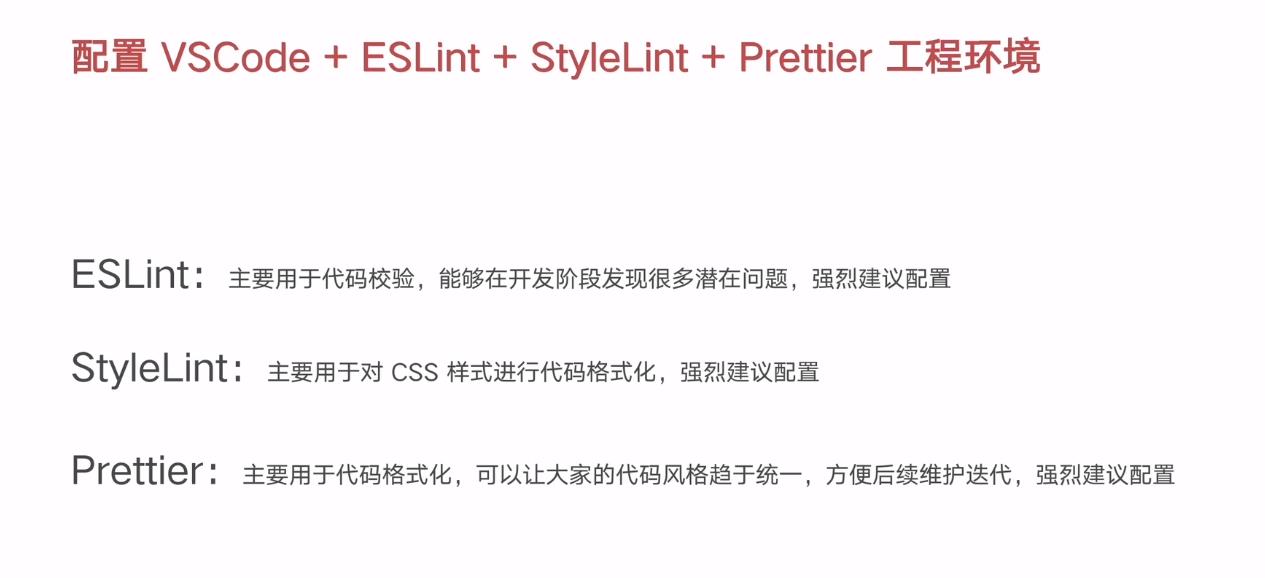 配置 VSCode + ESLint + StyleLint + Prettier 工程环境
ESLint：主要用于代码校验，能够在开发阶段发现很多潜在问题，强烈建议配置
StyleLint：主要用于对 CSS 样式进行代码格式化，强烈建议配置
Prettier：主要用于代码格式化，可以让大家的代码风格趋于统一，方便后续维护迭代，强烈建议配置